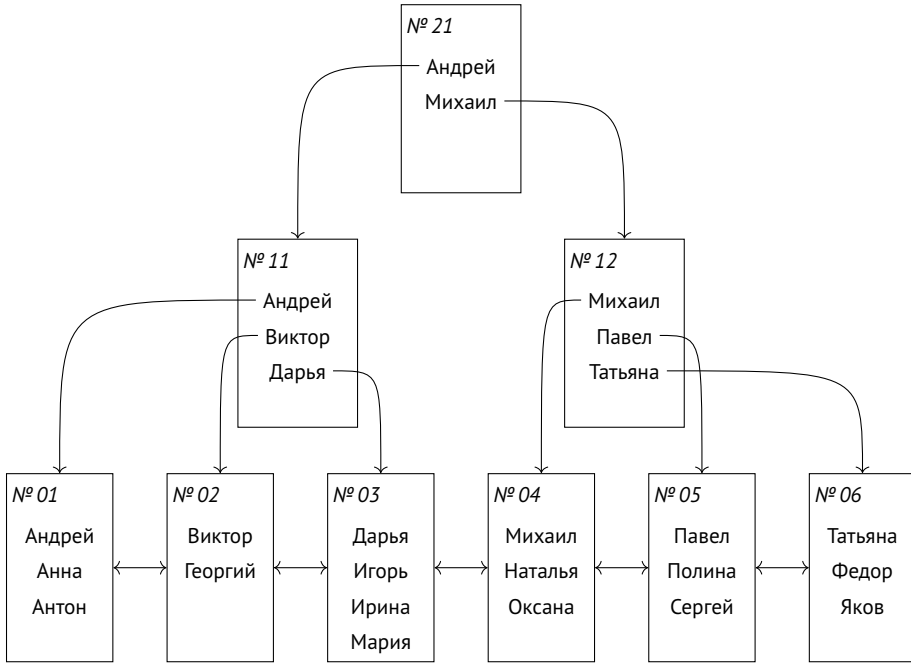 № 21
Андрей
Михаил
№ 11
Андрей
Виктор
Дарья
№ 12
Михаил
Павел
Татьяна
№ 01
Андрей
Анна
Антон
№ 02
Виктор
Георгий
№ 03
Дарья
Игорь
Ирина
Мария
№ 04
Михаил
Наталья
Оксана
№ 05
Павел
Полина
Сергей
№ 06
Татьяна
Федор
Яков